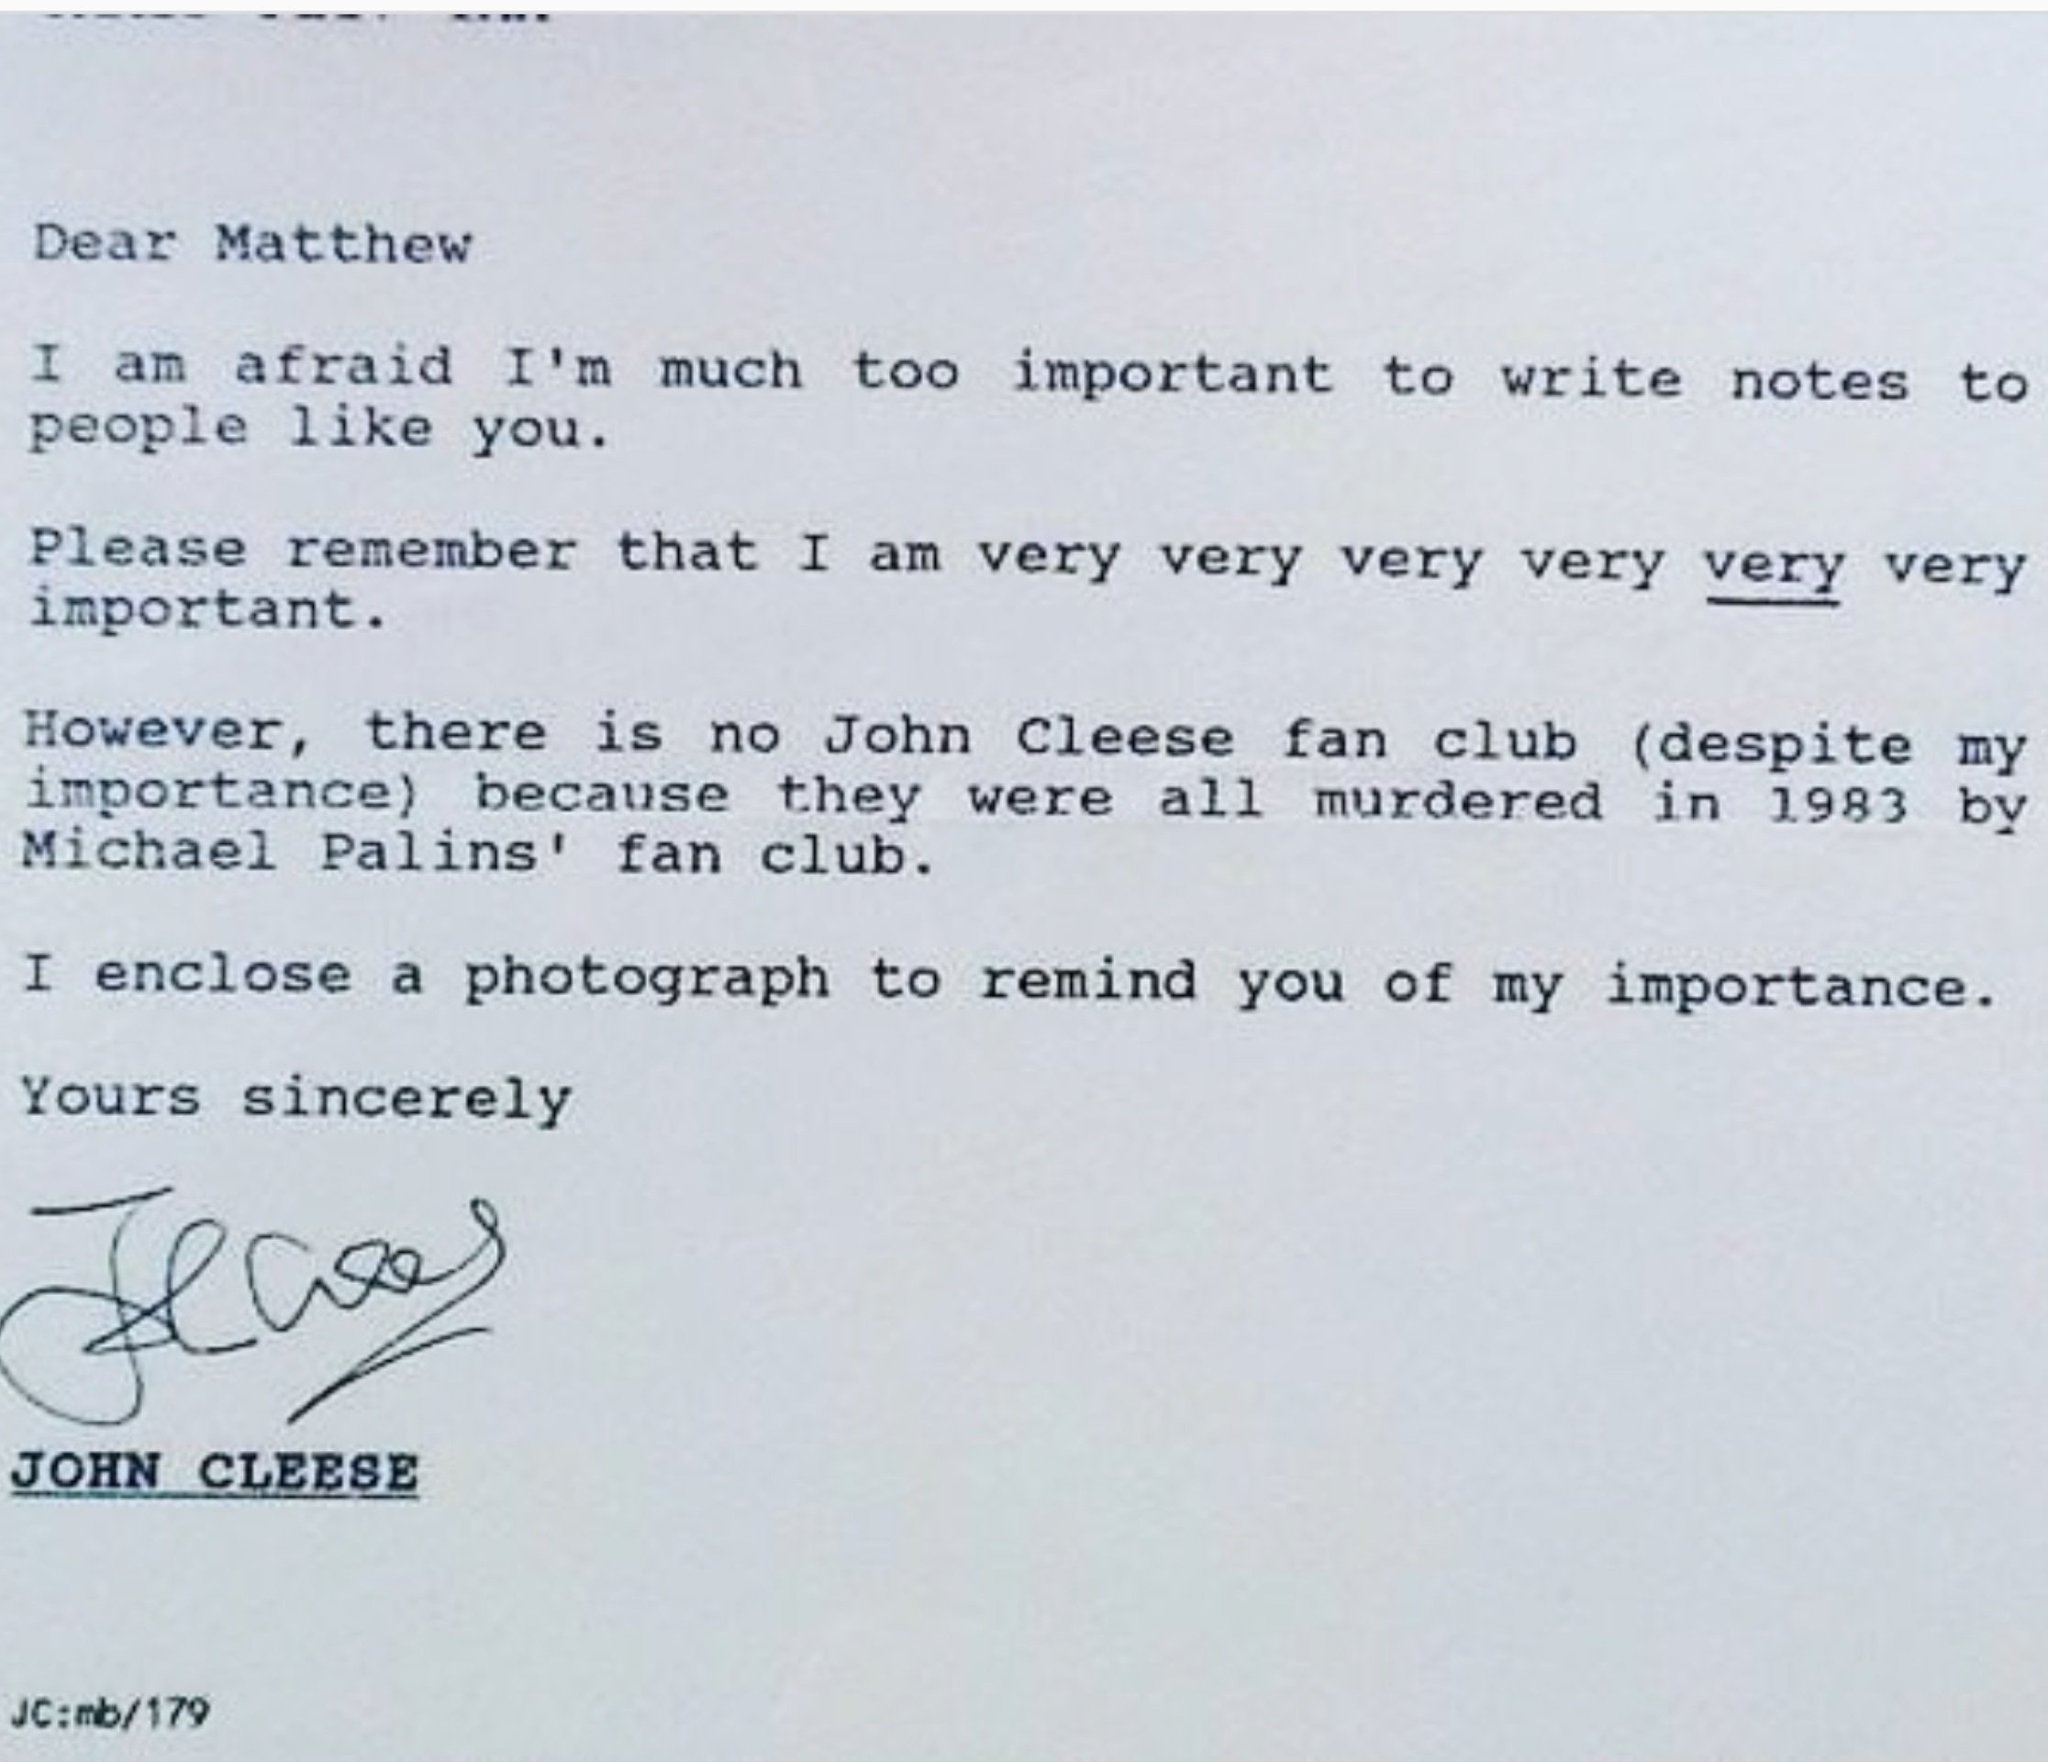 Dear Matthew
I am afraid I'm much too important to write notes to
people like you.
Please remember that I am very very very very very very
important.
However, there is no John Cleese fan club (despite my
importance) because they were all murdered in 1983 by
Michael Palins' fan club.
I enclose a photograph to remind you of my importance.
Yours sincerely
JOHN CLEESE
JC:mb/179